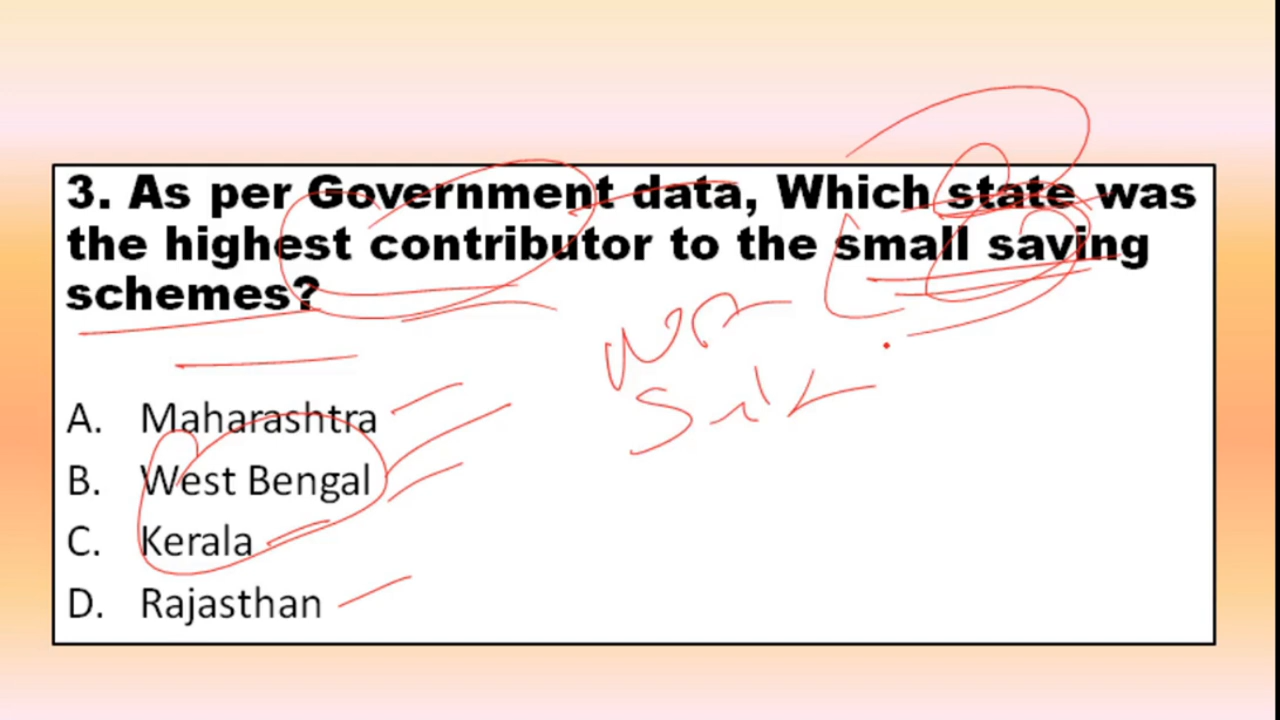 3. As per Government data, Which state was
the highest contributor to the small saving
schemes?
A. Maharashtra
B. West Bengal
C. Kerala
D. Rajasthan